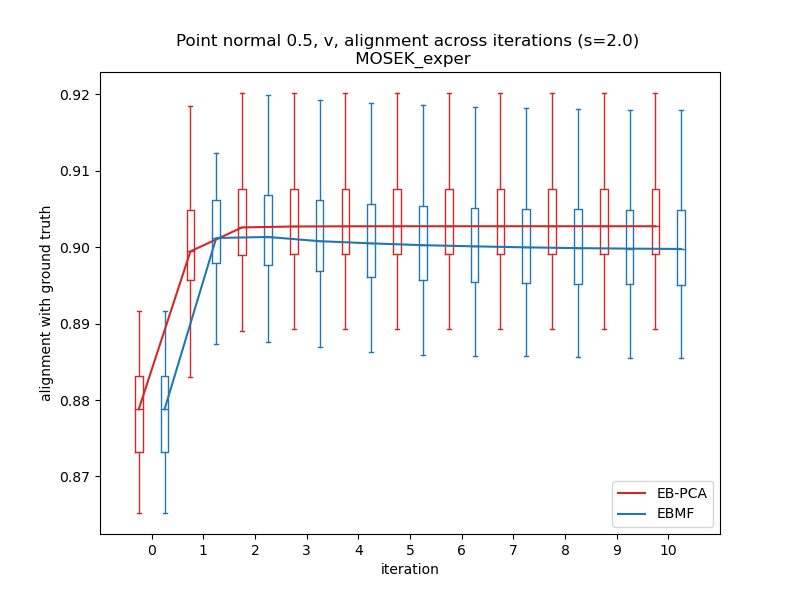 Point normal 0.5, v, alignment across iterations (s=2.0)
MOSEK_exper
0.92
0.91
0.90
0.89
0.88
0.87
alignment with ground truth
EB-PCA
EBMF
0 1 2 3 4 5 6 7 8 9 10
iteration